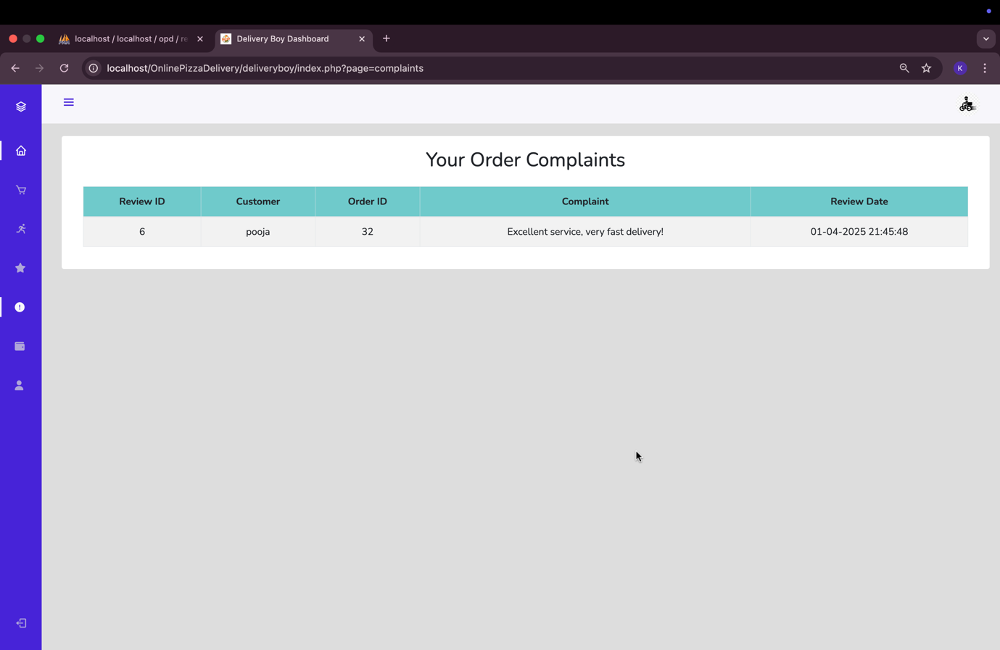 localhost / localhost / opd / re
Delivery Boy Dashboard
localhost/OnlinePizzaDelivery/deliveryboy/index.php?page=complaints
K
Your Order Complaints
Review ID Customer Order ID Complaint Review Date
6 pooja 32 Excellent service, very fast delivery! 01-04-2025 21:45:48